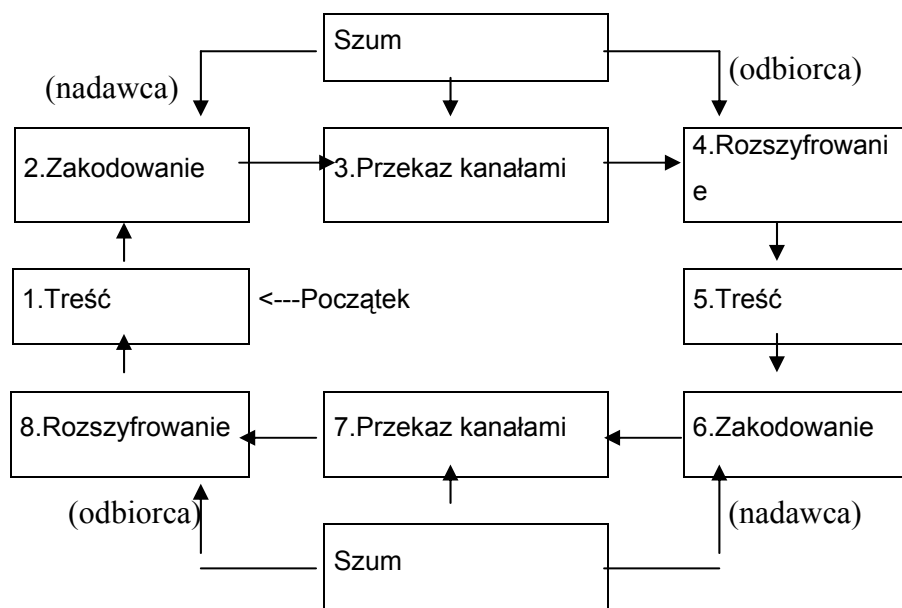 Szum
(nadawca)
(odbiorca)
2.Zakodowanie
3.Przekaz kanałami
4.Rozszyfrowani
e
1.Treść
<---Początek
5.Treść
8.Rozszyfrowanie
7.Przekaz kanałami
6.Zakodowanie
(odbiorca)
(nadawca)
Szum